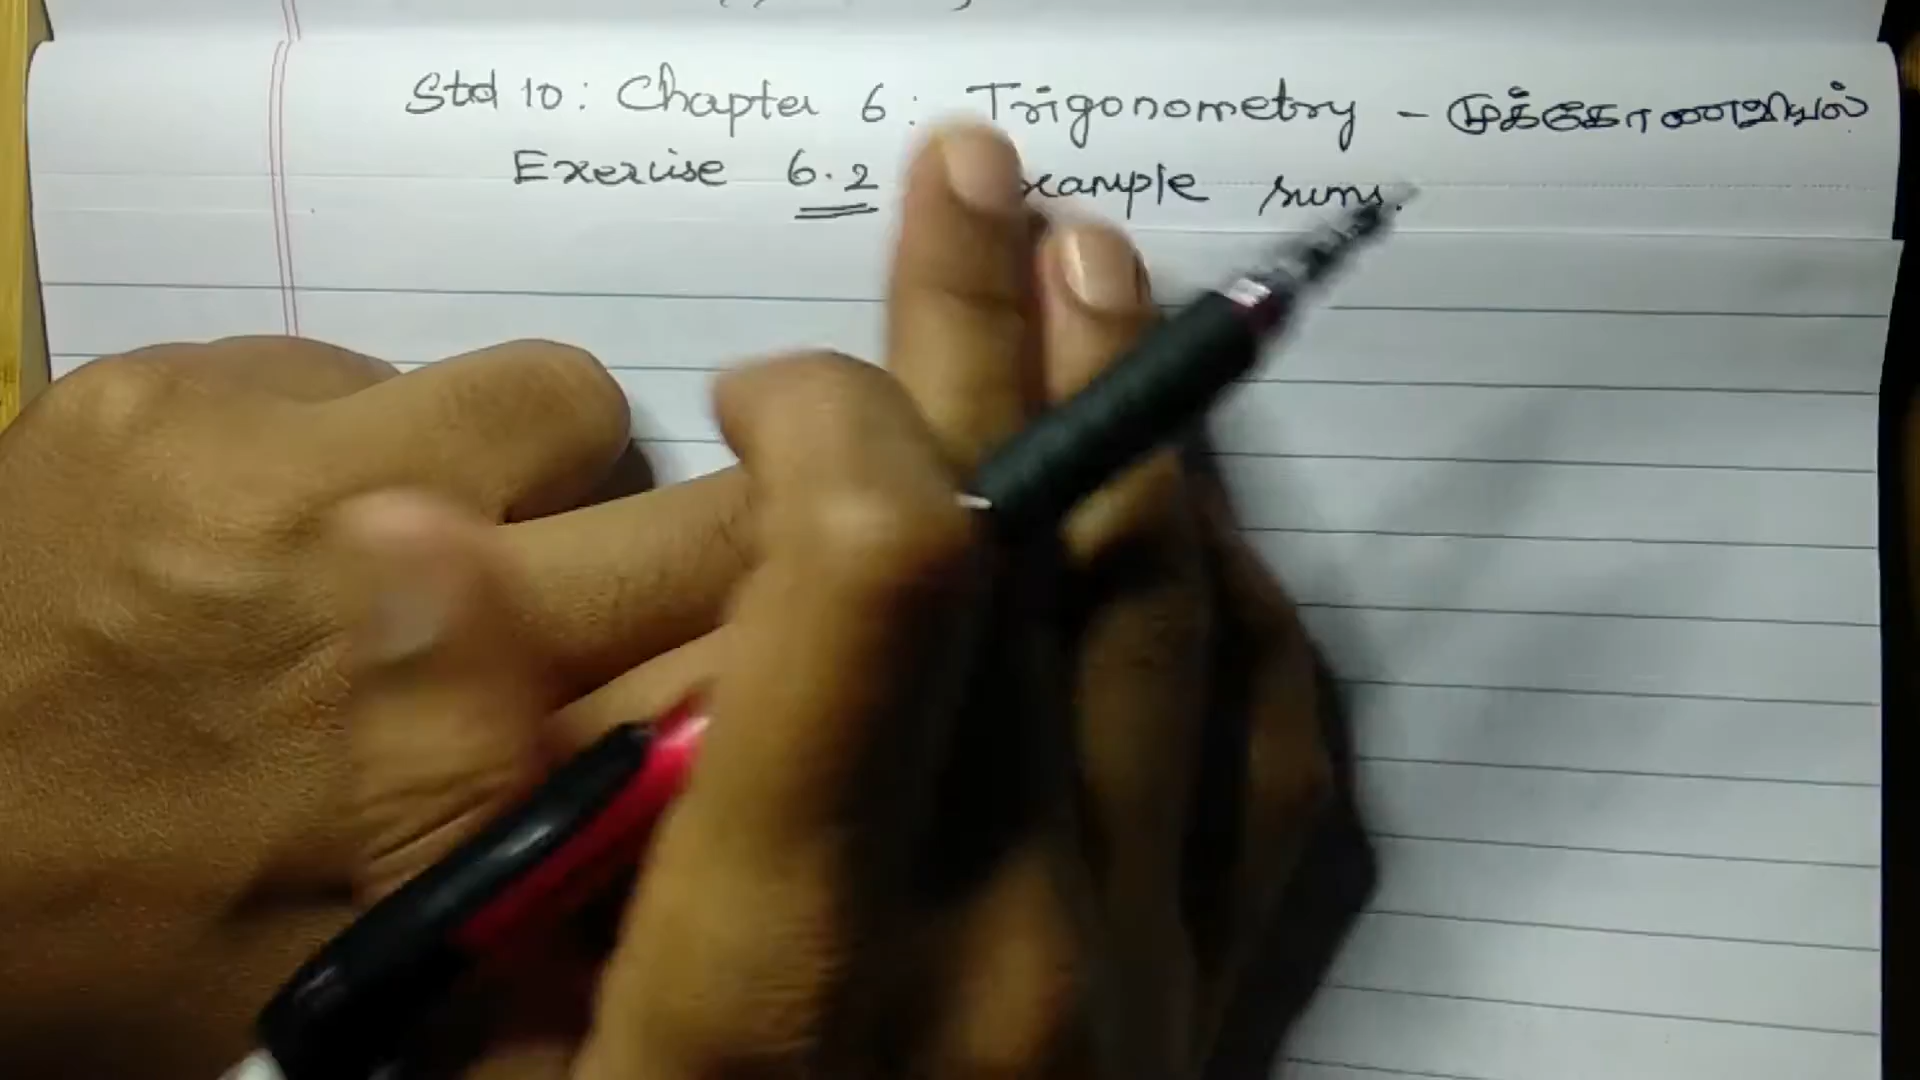 Std 10: Chapter 6: Trigonometry - முக்கோணவியல்
Exercise 6.2 xample sums.